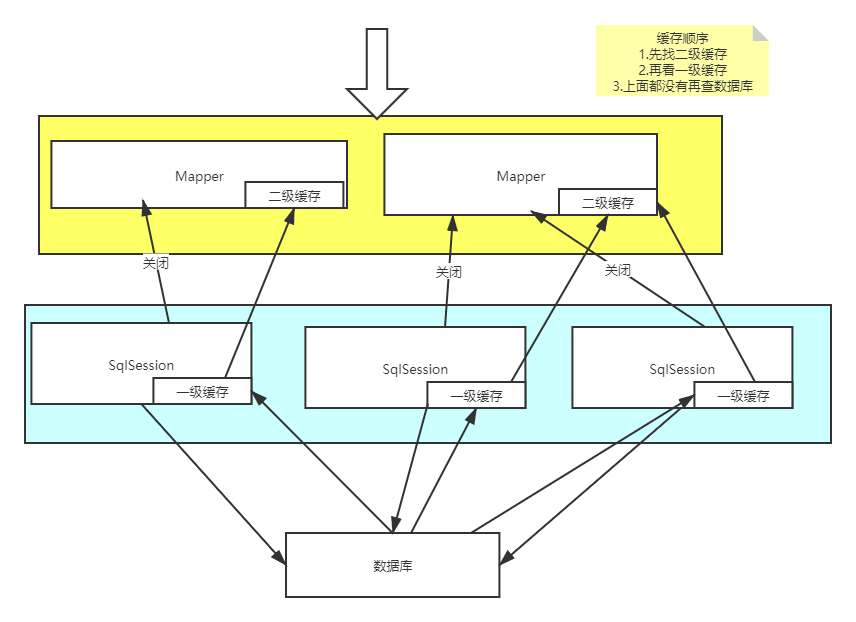 缓存顺序
1.先找二级缓存
2.再看一级缓存
3.上面都没有再查数据库
Mapper
二级缓存
Mapper
二级缓存
关闭
关闭
关闭
SqlSession
一级缓存
SqlSession
一级缓存
SqlSession
一级缓存
数据库